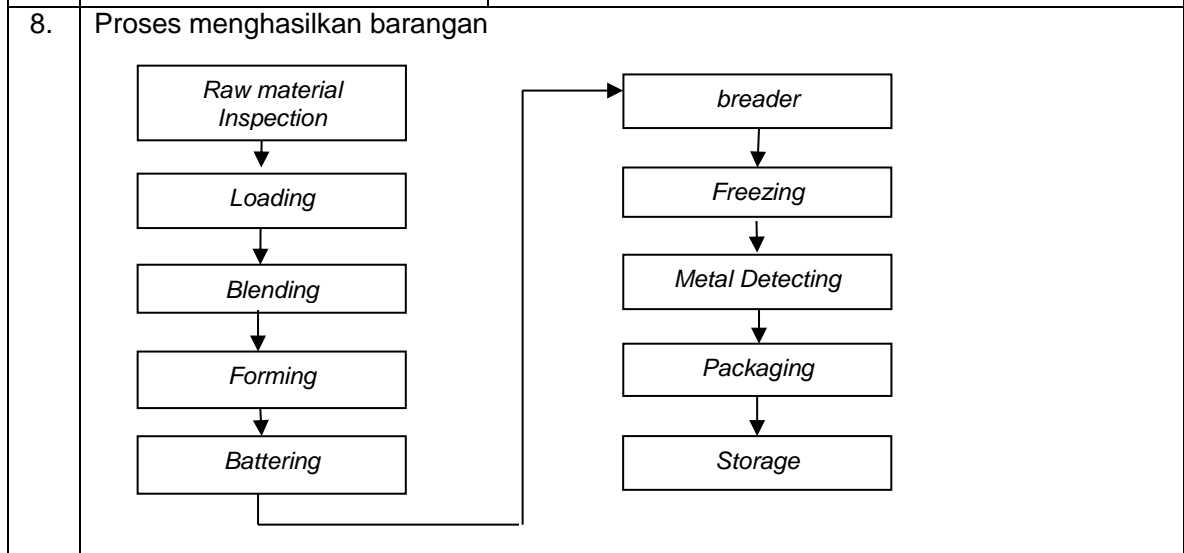 8. Proses menghasilkan barangan
Raw material
Inspection
Loading
Blending
Forming
Battering
breader
Freezing
Metal Detecting
Packaging
Storage